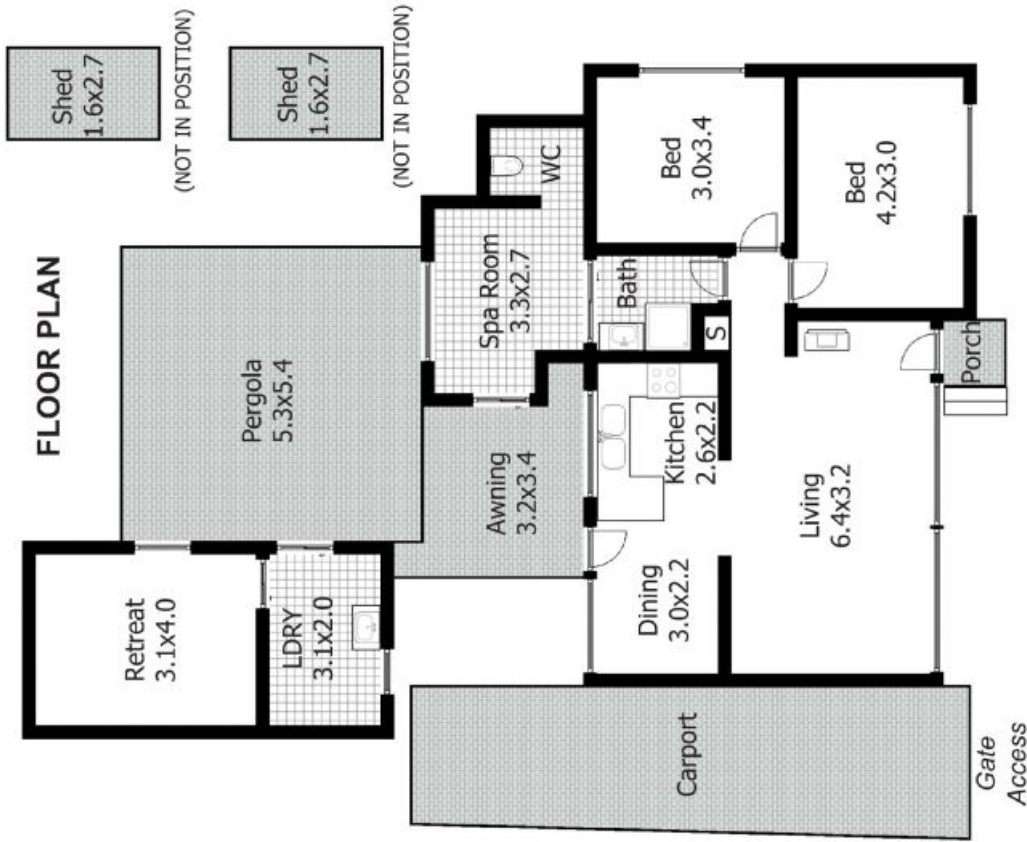 FLOOR PLAN
Shed
1.6x2.7
(NOT IN POSITION)
Shed
1.6x2.7
(NOT IN POSITION)
Retreat
3.1x4.0
Pergola
5.3x5.4
LDRY
3.1x2.0
Awning
3.2x3.4
Spa Room
3.3x2.7
WC
Bath
S
Bed
3.0x3.4
Dining
3.0x2.2
Kitchen
2.6x2.2
Carport
Living
6.4x3.2
Bed
4.2x3.0
Porch
Gate
Access